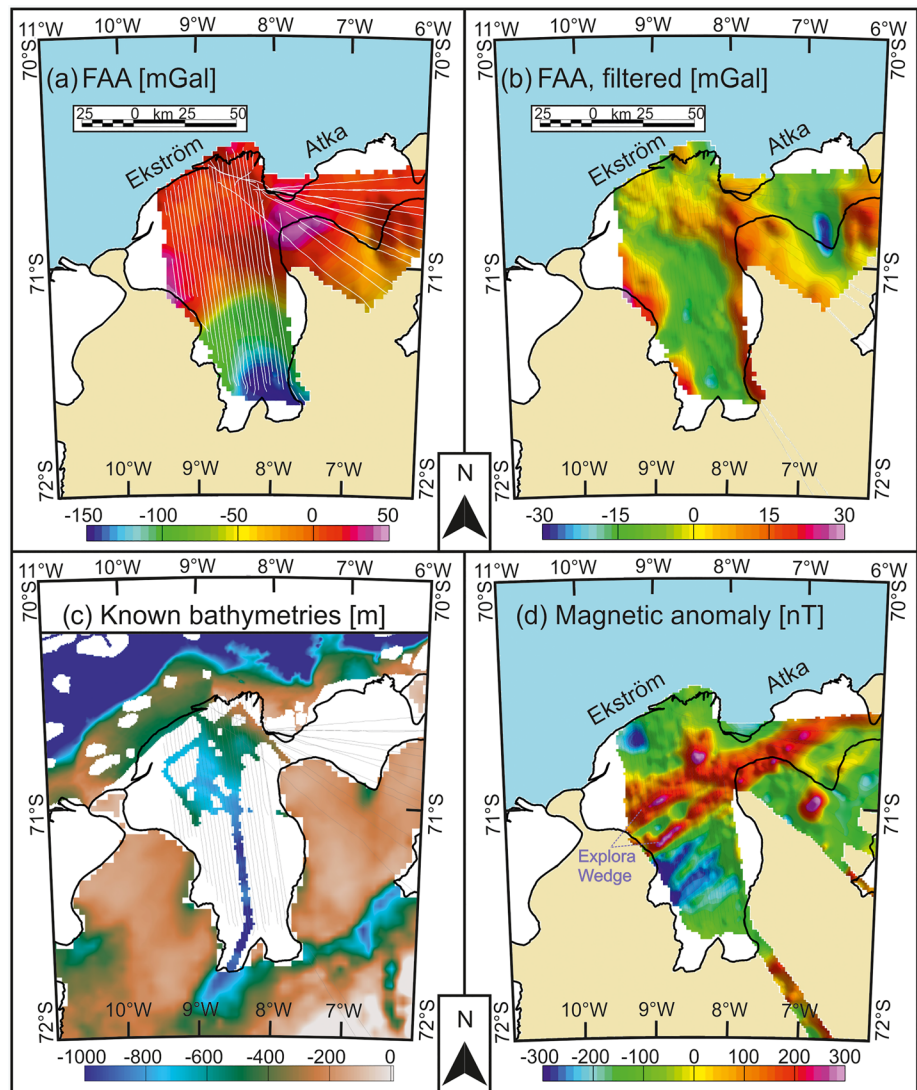 11°W 10°W 9°W 8°W 7°W 6°W
70°S
(a) FAA [mGal]
25 0 km 25 50
Ekström
Atka
71°S
71°S
10°W 9°W 8°W 7°W
72°S
72°S
-150 -100 -50 0 50
11°W 10°W 9°W 8°W 7°W 6°W
70°S
70°S
(b) FAA, filtered [mGal]
25 0 km 25 50
Ekström
Atka
71°S
71°S
10°W 9°W 8°W 7°W
72°S
72°S
-30 -15 0 15 30
N
11°W 10°W 9°W 8°W 7°W 6°W
70°S
70°S
(c) Known bathymetries [m]
71°S
71°S
10°W 9°W 8°W 7°W
72°S
72°S
-1000 -800 -600 -400 -200 0
11°W 10°W 9°W 8°W 7°W 6°W
70°S
70°S
(d) Magnetic anomaly [nT]
Ekström
Atka
71°S
71°S
Explora
Wedge
10°W 9°W 8°W 7°W
72°S
72°S
-300 -200 -100 0 100 200 300
N